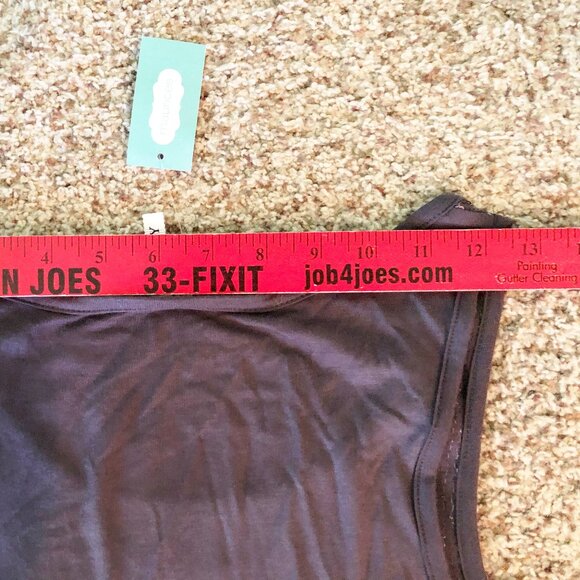 Y
4 5 6 7 8 9 10 11 12 13
N JOES 33-FIXIT job4joes.com Painting
Gutter Cleaning